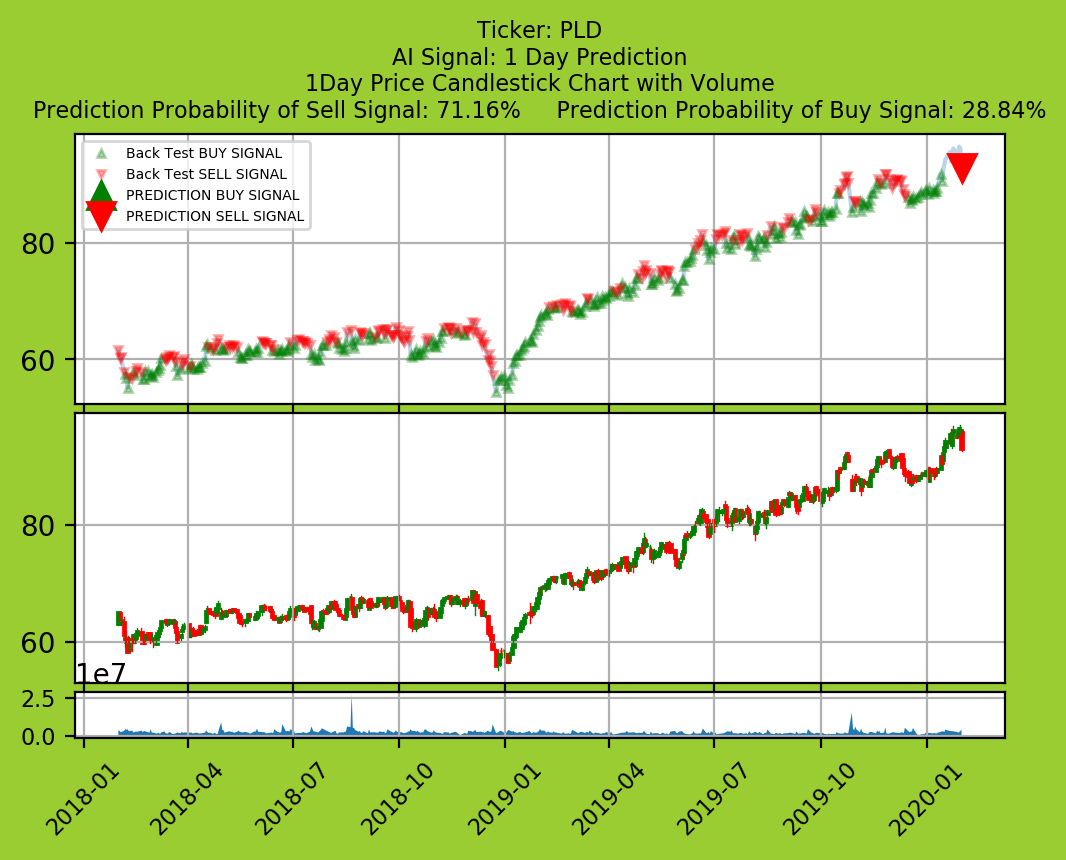 Ticker: PLD
AI Signal: 1 Day Prediction
1Day Price Candlestick Chart with Volume
Prediction Probability of Sell Signal: 71.16% Prediction Probability of Buy Signal: 28.84%
Back Test BUY SIGNAL
Back Test SELL SIGNAL
PREDICTION BUY SIGNAL
PREDICTION SELL SIGNAL
80
60
80
60
1e7
2.5
0.0
2018-01
2018-04
2018-07
2018-10
2019-01
2019-04
2019-07
2019-10
2020-01